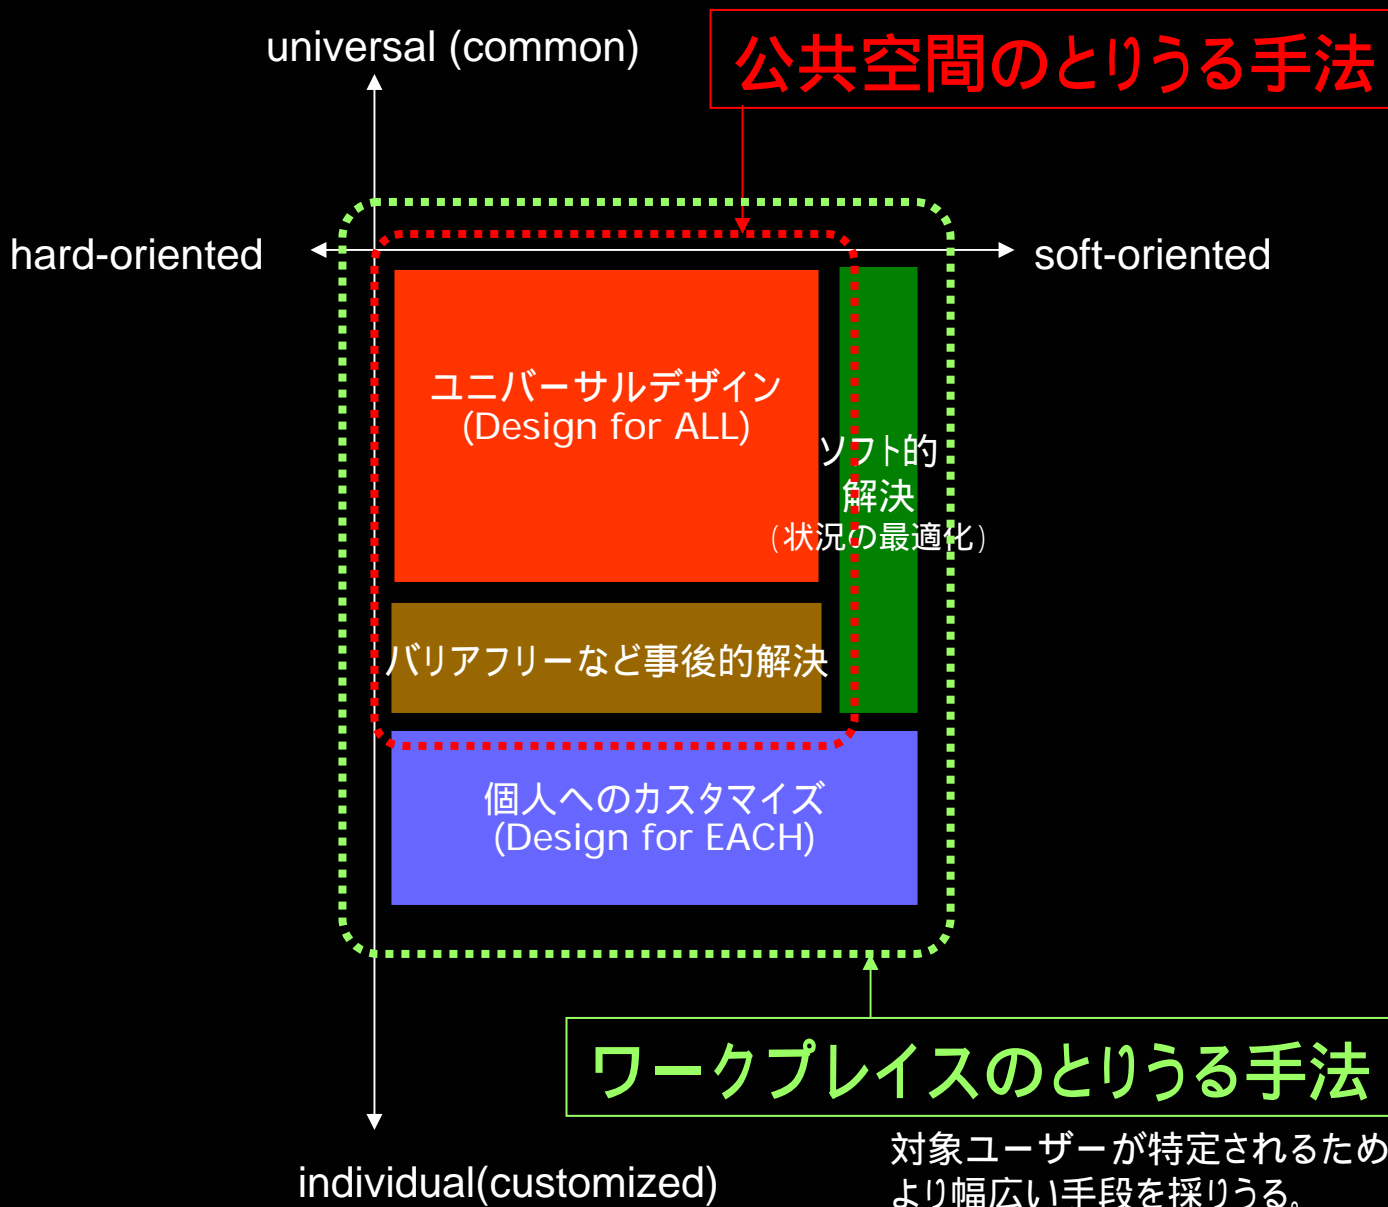 universal (common)
公共空間のとりうる手法
hard-oriented
soft-oriented
ユニバーサルデザイン
(Design for ALL)
ソフト的
解決
(状況の最適化)
バリアフリーなど事後的解決
個人へのカスタマイズ
(Design for EACH)
ワークプレイスのとりうる手法
対象ユーザーが特定されるため
より幅広い手段を採りうる。
individual(customized)